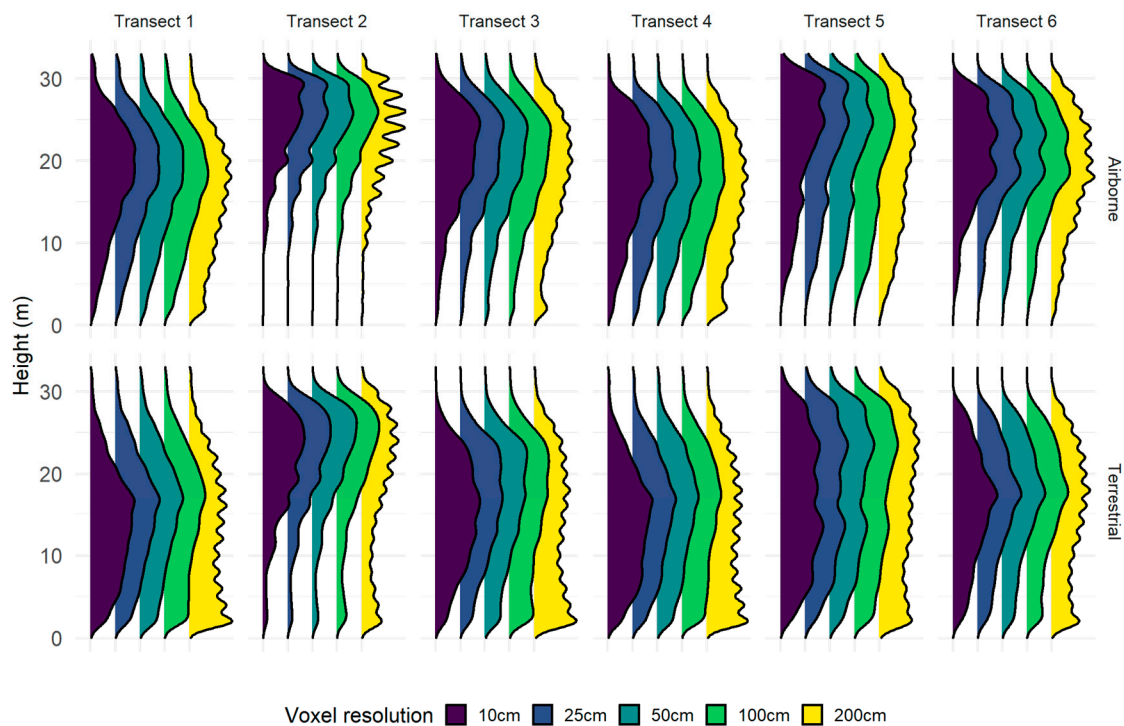 Transect 1 Transect 2 Transect 3 Transect 4 Transect 5 Transect 6
30
20
10
0
Airborne
Height (m)
30
20
10
0
Terrestrial
Voxel resolution 10cm 25cm 50cm 100cm 200cm